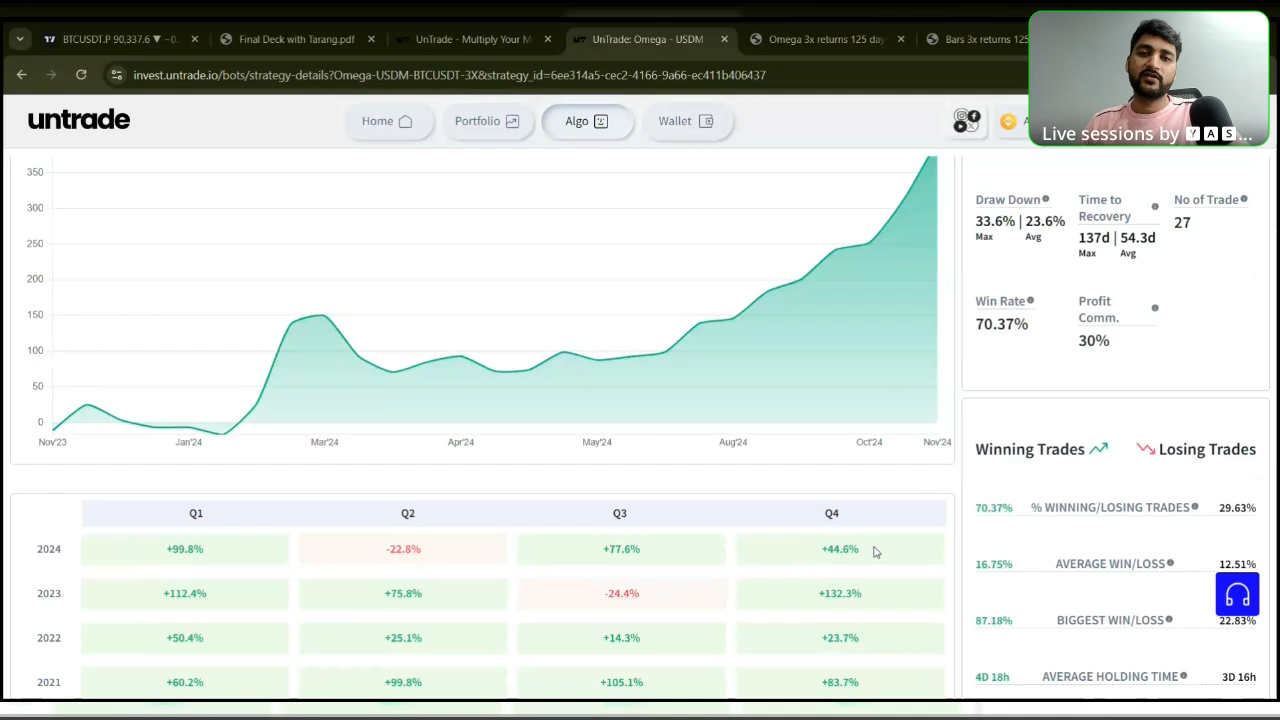 BTCUSDT.P 90,337.6 ▼ −0.
Final Deck with Tarang.pdf
UnTrade - Multiply Your M
UnTrade: Omega - USDM
Omega 3x returns 125 day
Bars 3x returns 125
invest.untrade.io/bots/strategy-details?Omega-USDM-BTCUSDT-3X&strategy_id=6ee314a5-cec2-4166-9a66-ec411b406437
untrade
Home
Portfolio
Algo
Wallet
Live sessions by YAS...
350
300
250
200
150
100
50
0
Nov'23
Jan'24
Mar'24
Apr'24
May'24
Aug'24
Oct'24
Nov'24
Draw Down
33.6% | 23.6%
Max Avg
Time to Recovery
137d | 54.3d
Max Avg
No of Trade
27
Win Rate
70.37%
Profit Comm.
30%
Winning Trades
Losing Trades
70.37% % WINNING/LOSING TRADES 29.63%
16.75% AVERAGE WIN/LOSS 12.51%
87.18% BIGGEST WIN/LOSS 22.83%
4D 18h AVERAGE HOLDING TIME 3D 16h
Q1 Q2 Q3 Q4
2024 +99.8% -22.8% +77.6% +44.6%
2023 +112.4% +75.8% -24.4% +132.3%
2022 +50.4% +25.1% +14.3% +23.7%
2021 +60.2% +99.8% +105.1% +83.7%